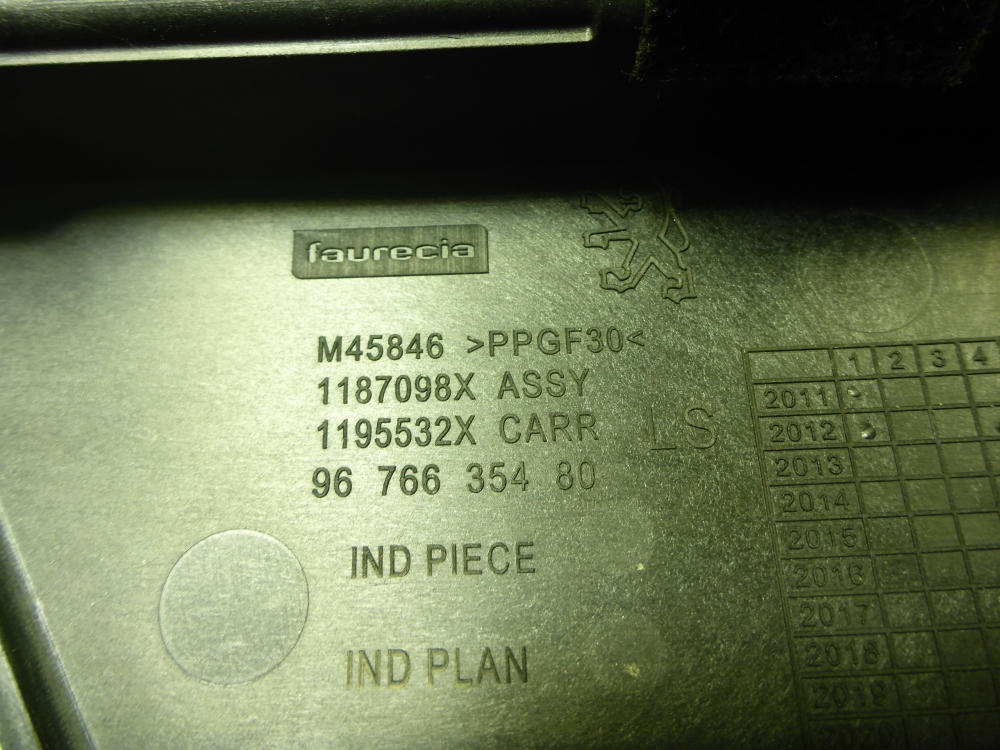 faurecia
M45846 >PPGF30<
1187098X ASSY
1195532X CARR
LS
96 766 354 80
IND PIECE
IND PLAN
1 2 3 4
2011
2012
2013
2014
2015
2016
2017
2018
2019
2020